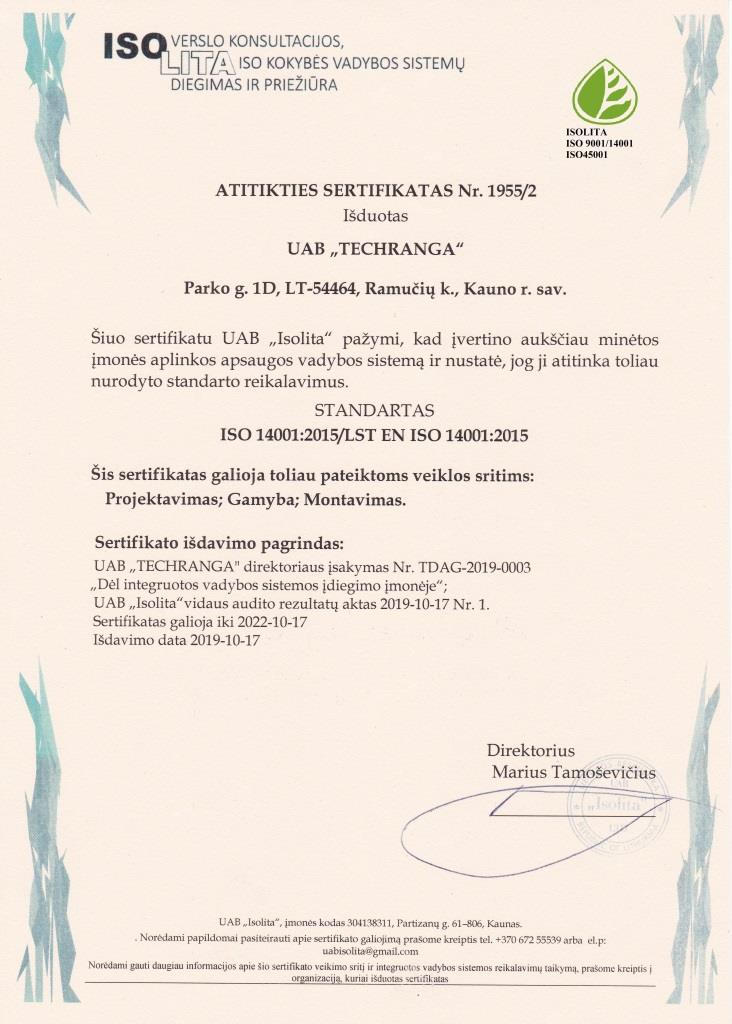 ISO VERSLO KONSULTACIJOS,
LITA ISO KOKYBĖS VADYBOS SISTEMŲ
DIEGIMAS IR PRIEŽIŪRA
ISOLITA
ISO 9001/14001
ISO45001
ATITIKTIES SERTIFIKATAS Nr. 1955/2
Išduotas
UAB „TECHRANGA“
Parko g. 1D, LT-54464, Ramučių k., Kauno r. sav.
Šiuo sertifikatu UAB „Isolita“ pažymi, kad įvertino aukščiau minėtos
įmonės aplinkos apsaugos vadybos sistemą ir nustatė, jog ji atitinka toliau
nurodyto standarto reikalavimus.
STANDARTAS
ISO 14001:2015/LST EN ISO 14001:2015
Šis sertifikatas galioja toliau pateiktoms veiklos sritims:
Projektavimas; Gamyba; Montavimas.
Sertifikato išdavimo pagrindas:
UAB „TECHRANGA" direktoriaus įsakymas Nr. TDAG-2019-0003
„Dėl integruotos vadybos sistemos įdiegimo įmonėje“;
UAB „Isolita“vidaus audito rezultatų aktas 2019-10-17 Nr. 1.
Sertifikatas galioja iki 2022-10-17
Išdavimo data 2019-10-17
Direktorius
Marius Tamoševičius
UAB
„Isolita"
UAB „Isolita“, įmonės kodas 304138311, Partizanų g. 61–806, Kaunas.
. Norėdami papildomai pasiteirauti apie sertifikato galiojimą prašome kreiptis tel. +370 672 55539 arba el.p:
uabisolita@gmail.com
Norėdami gauti daugiau informacijos apie šio sertifikato veikimo sritį ir integruotos vadybos sistemos reikalavimų taikymą, prašome kreiptis į
organizaciją, kuriai išduotas sertifikatas